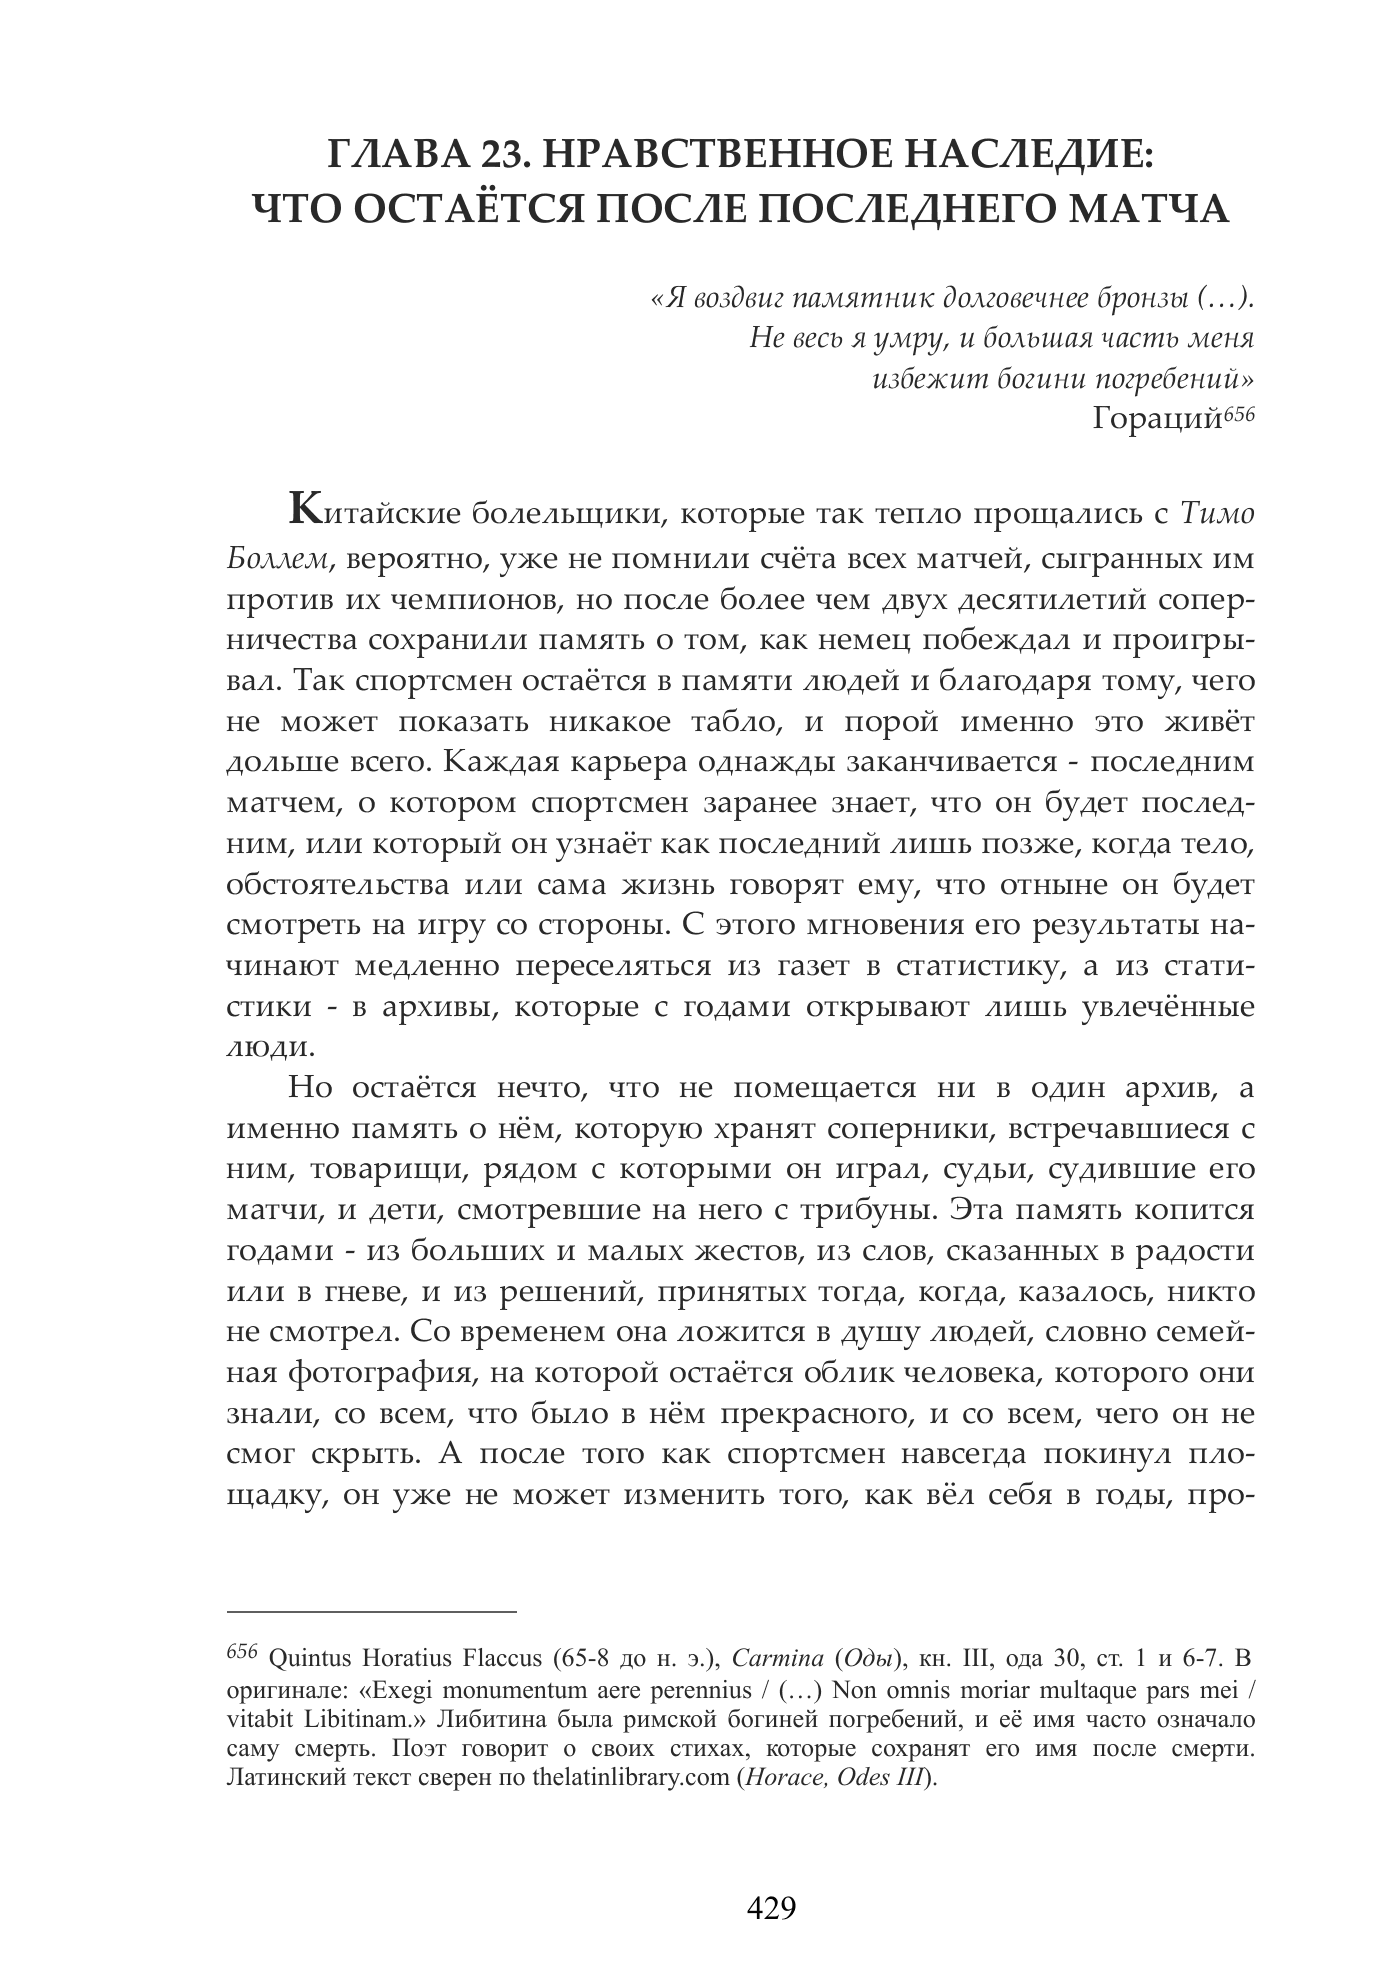 ГЛАВА 23. НРАВСТВЕННОЕ НАСЛЕДИЕ:
ЧТО ОСТАЁТСЯ ПОСЛЕ ПОСЛЕДНЕГО МАТЧА
«Я воздвиг памятник долговечнее бронзы (…).
Не весь я умру, и большая часть меня
избежит богини погребений»
Гораций656
Китайские болельщики, которые так тепло прощались с Тимо
Боллем, вероятно, уже не помнили счёта всех матчей, сыгранных им
против их чемпионов, но после более чем двух десятилетий сопер-
ничества сохранили память о том, как немец побеждал и проигры-
вал. Так спортсмен остаётся в памяти людей и благодаря тому, чего
не может показать никакое табло, и порой именно это живёт
дольше всего. Каждая карьера однажды заканчивается - последним
матчем, о котором спортсмен заранее знает, что он будет послед-
ним, или который он узнаёт как последний лишь позже, когда тело,
обстоятельства или сама жизнь говорят ему, что отныне он будет
смотреть на игру со стороны. С этого мгновения его результаты на-
чинают медленно переселяться из газет в статистику, а из стати-
стики - в архивы, которые с годами открывают лишь увлечённые
люди.
Но остаётся нечто, что не помещается ни в один архив, а
именно память о нём, которую хранят соперники, встречавшиеся с
ним, товарищи, рядом с которыми он играл, судьи, судившие его
матчи, и дети, смотревшие на него с трибуны. Эта память копится
годами - из больших и малых жестов, из слов, сказанных в радости
или в гневе, и из решений, принятых тогда, когда, казалось, никто
не смотрел. Со временем она ложится в душу людей, словно семей-
ная фотография, на которой остаётся облик человека, которого они
знали, со всем, что было в нём прекрасного, и со всем, чего он не
смог скрыть. А после того как спортсмен навсегда покинул пло-
щадку, он уже не может изменить того, как вёл себя в годы, про-
656 Quintus Horatius Flaccus (65-8 до н. э.), Carmina (Оды), кн. III, ода 30, ст. 1 и 6-7. В
оригинале: «Exegi monumentum aere perennius / (…) Non omnis moriar multaque pars mei /
vitabit Libitinam.» Либитина была римской богиней погребений, и её имя часто означало
саму смерть. Поэт говорит о своих стихах, которые сохранят его имя после смерти.
Латинский текст сверен по thelatinlibrary.com (Horace, Odes III).
429